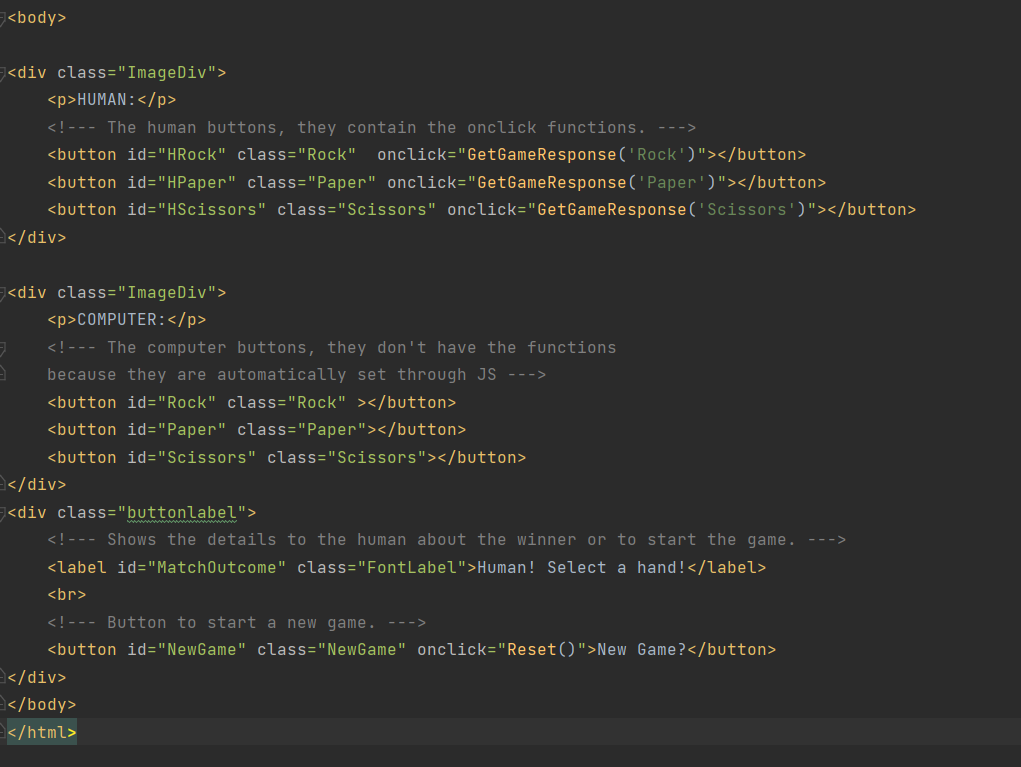 <body>
<div class="ImageDiv">
<p>HUMAN:</p>
<!--- The human buttons, they contain the onclick functions. --->
<button id="HRock" class="Rock"  onclick="GetGameResponse('Rock')"></button>
<button id="HPaper" class="Paper" onclick="GetGameResponse('Paper')"></button>
<button id="HScissors" class="Scissors" onclick="GetGameResponse('Scissors')"></button>
</div>
<div class="ImageDiv">
<p>COMPUTER:</p>
<!--- The computer buttons, they don't have the functions
because they are automatically set through JS --->
<button id="Rock" class="Rock" ></button>
<button id="Paper" class="Paper"></button>
<button id="Scissors" class="Scissors"></button>
</div>
<div class="buttonlabel">
<!--- Shows the details to the human about the winner or to start the game. --->
<label id="MatchOutcome" class="FontLabel">Human! Select a hand!</label>
<br>
<!--- Button to start a new game. --->
<button id="NewGame" class="NewGame" onclick="Reset()">New Game?</button>
</div>
</body>
</html>